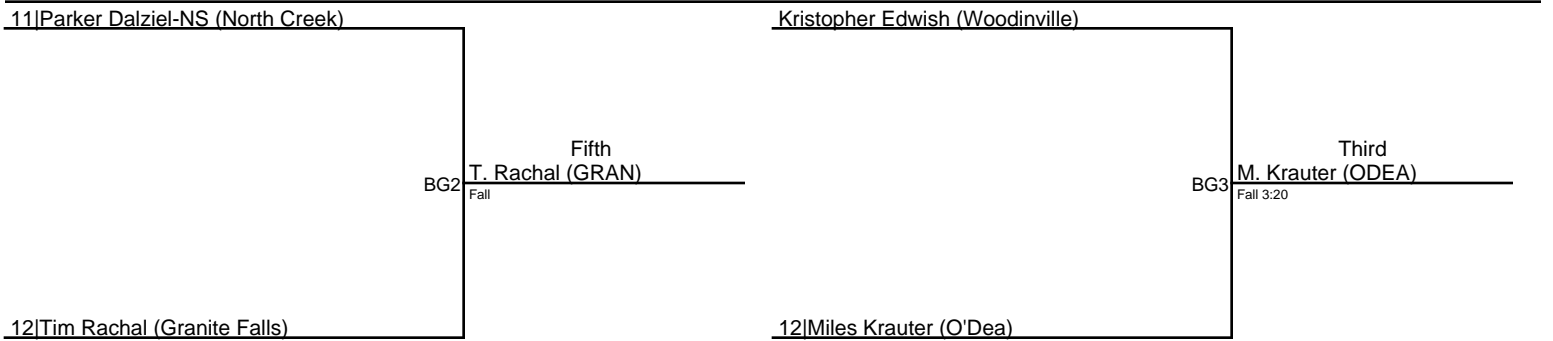 11|Parker Dalziel-NS (North Creek)
Fifth
BG2 T. Rachal (GRAN)
Fall
12|Tim Rachal (Granite Falls)
Kristopher Edwish (Woodinville)
Third
BG3 M. Krauter (ODEA)
Fall 3:20
12|Miles Krauter (O'Dea)